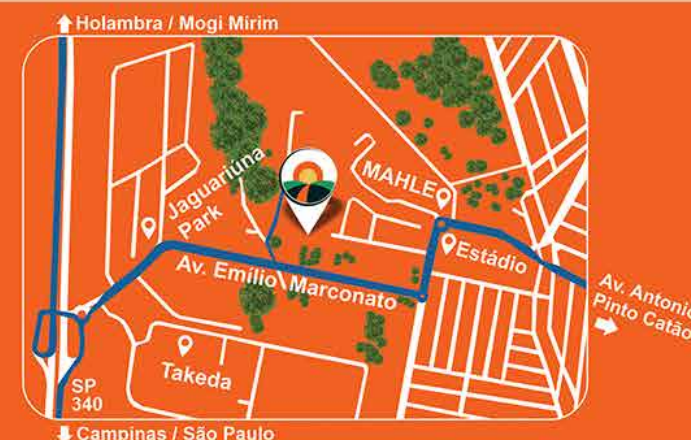 Holambra / Mogi Mirim
Jaguariúna
Park
MAHLE
Estádio
Av. Emílio Marconato
Av. Antonio
Pinto Catão
Takeda
SP
340
Campinas / São Paulo